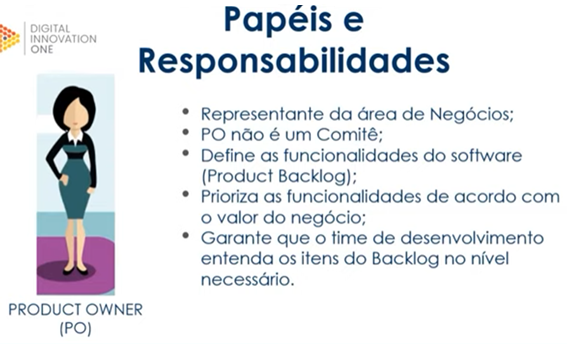 DIGITAL
INNOVATION
ONE
Papéis e
Responsabilidades
• Representante da área de Negócios;
• PO não é um Comitê;
• Define as funcionalidades do software
(Product Backlog);
• Prioriza as funcionalidades de acordo com
o valor do negócio;
• Garante que o time de desenvolvimento
entenda os itens do Backlog no nível
necessário.
PRODUCT OWNER
(PO)